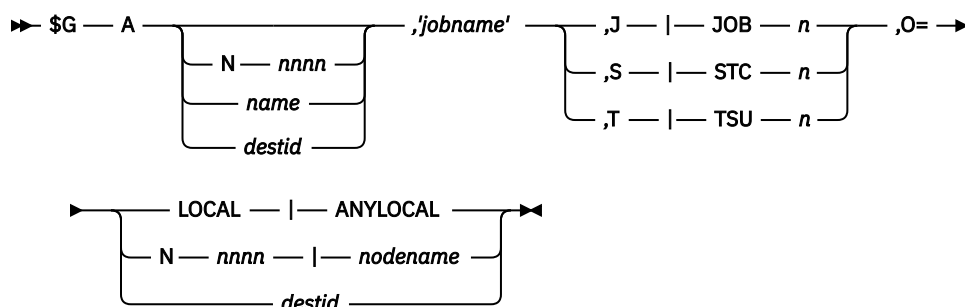 $G A ,'jobname' ,J | JOB n ,O=
N nnnn ,S | STC n
name ,T | TSU n
destid
LOCAL | ANYLOCAL
N nnnn | nodename
destid